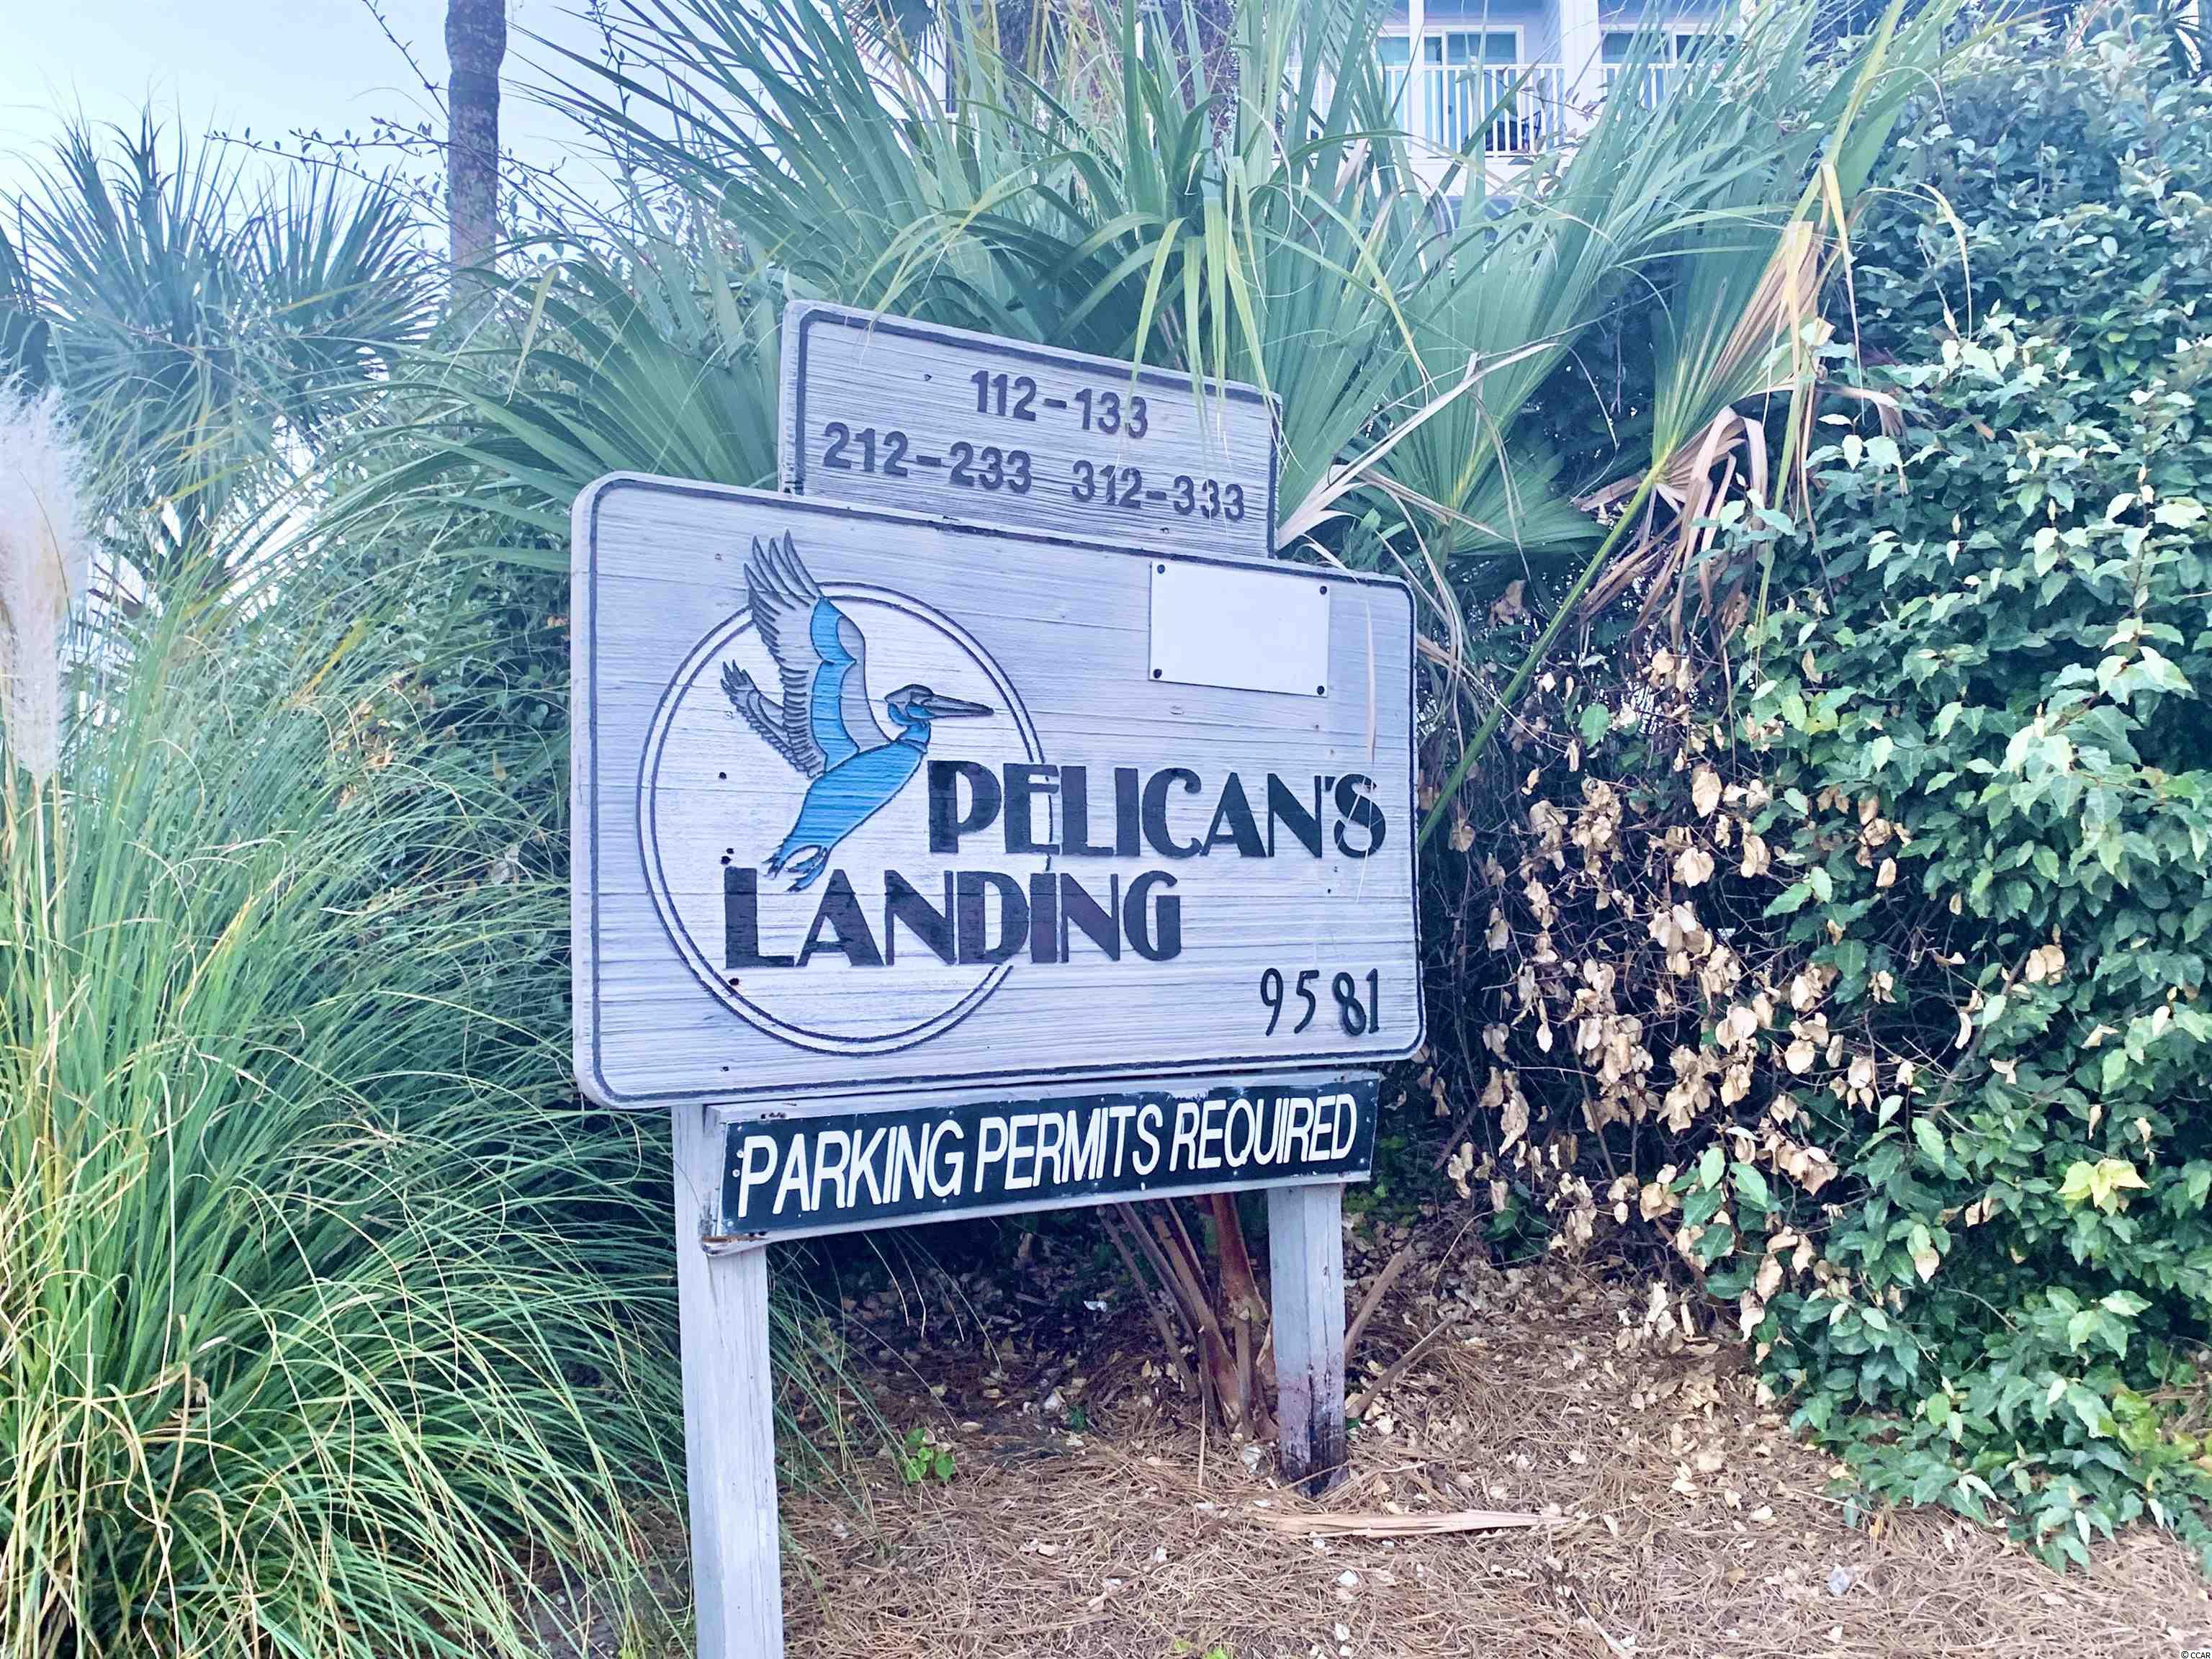 112-133
212-233 312-333
PELICAN'S
LANDING
9581
PARKING PERMITS REQUIRED
© CCAR